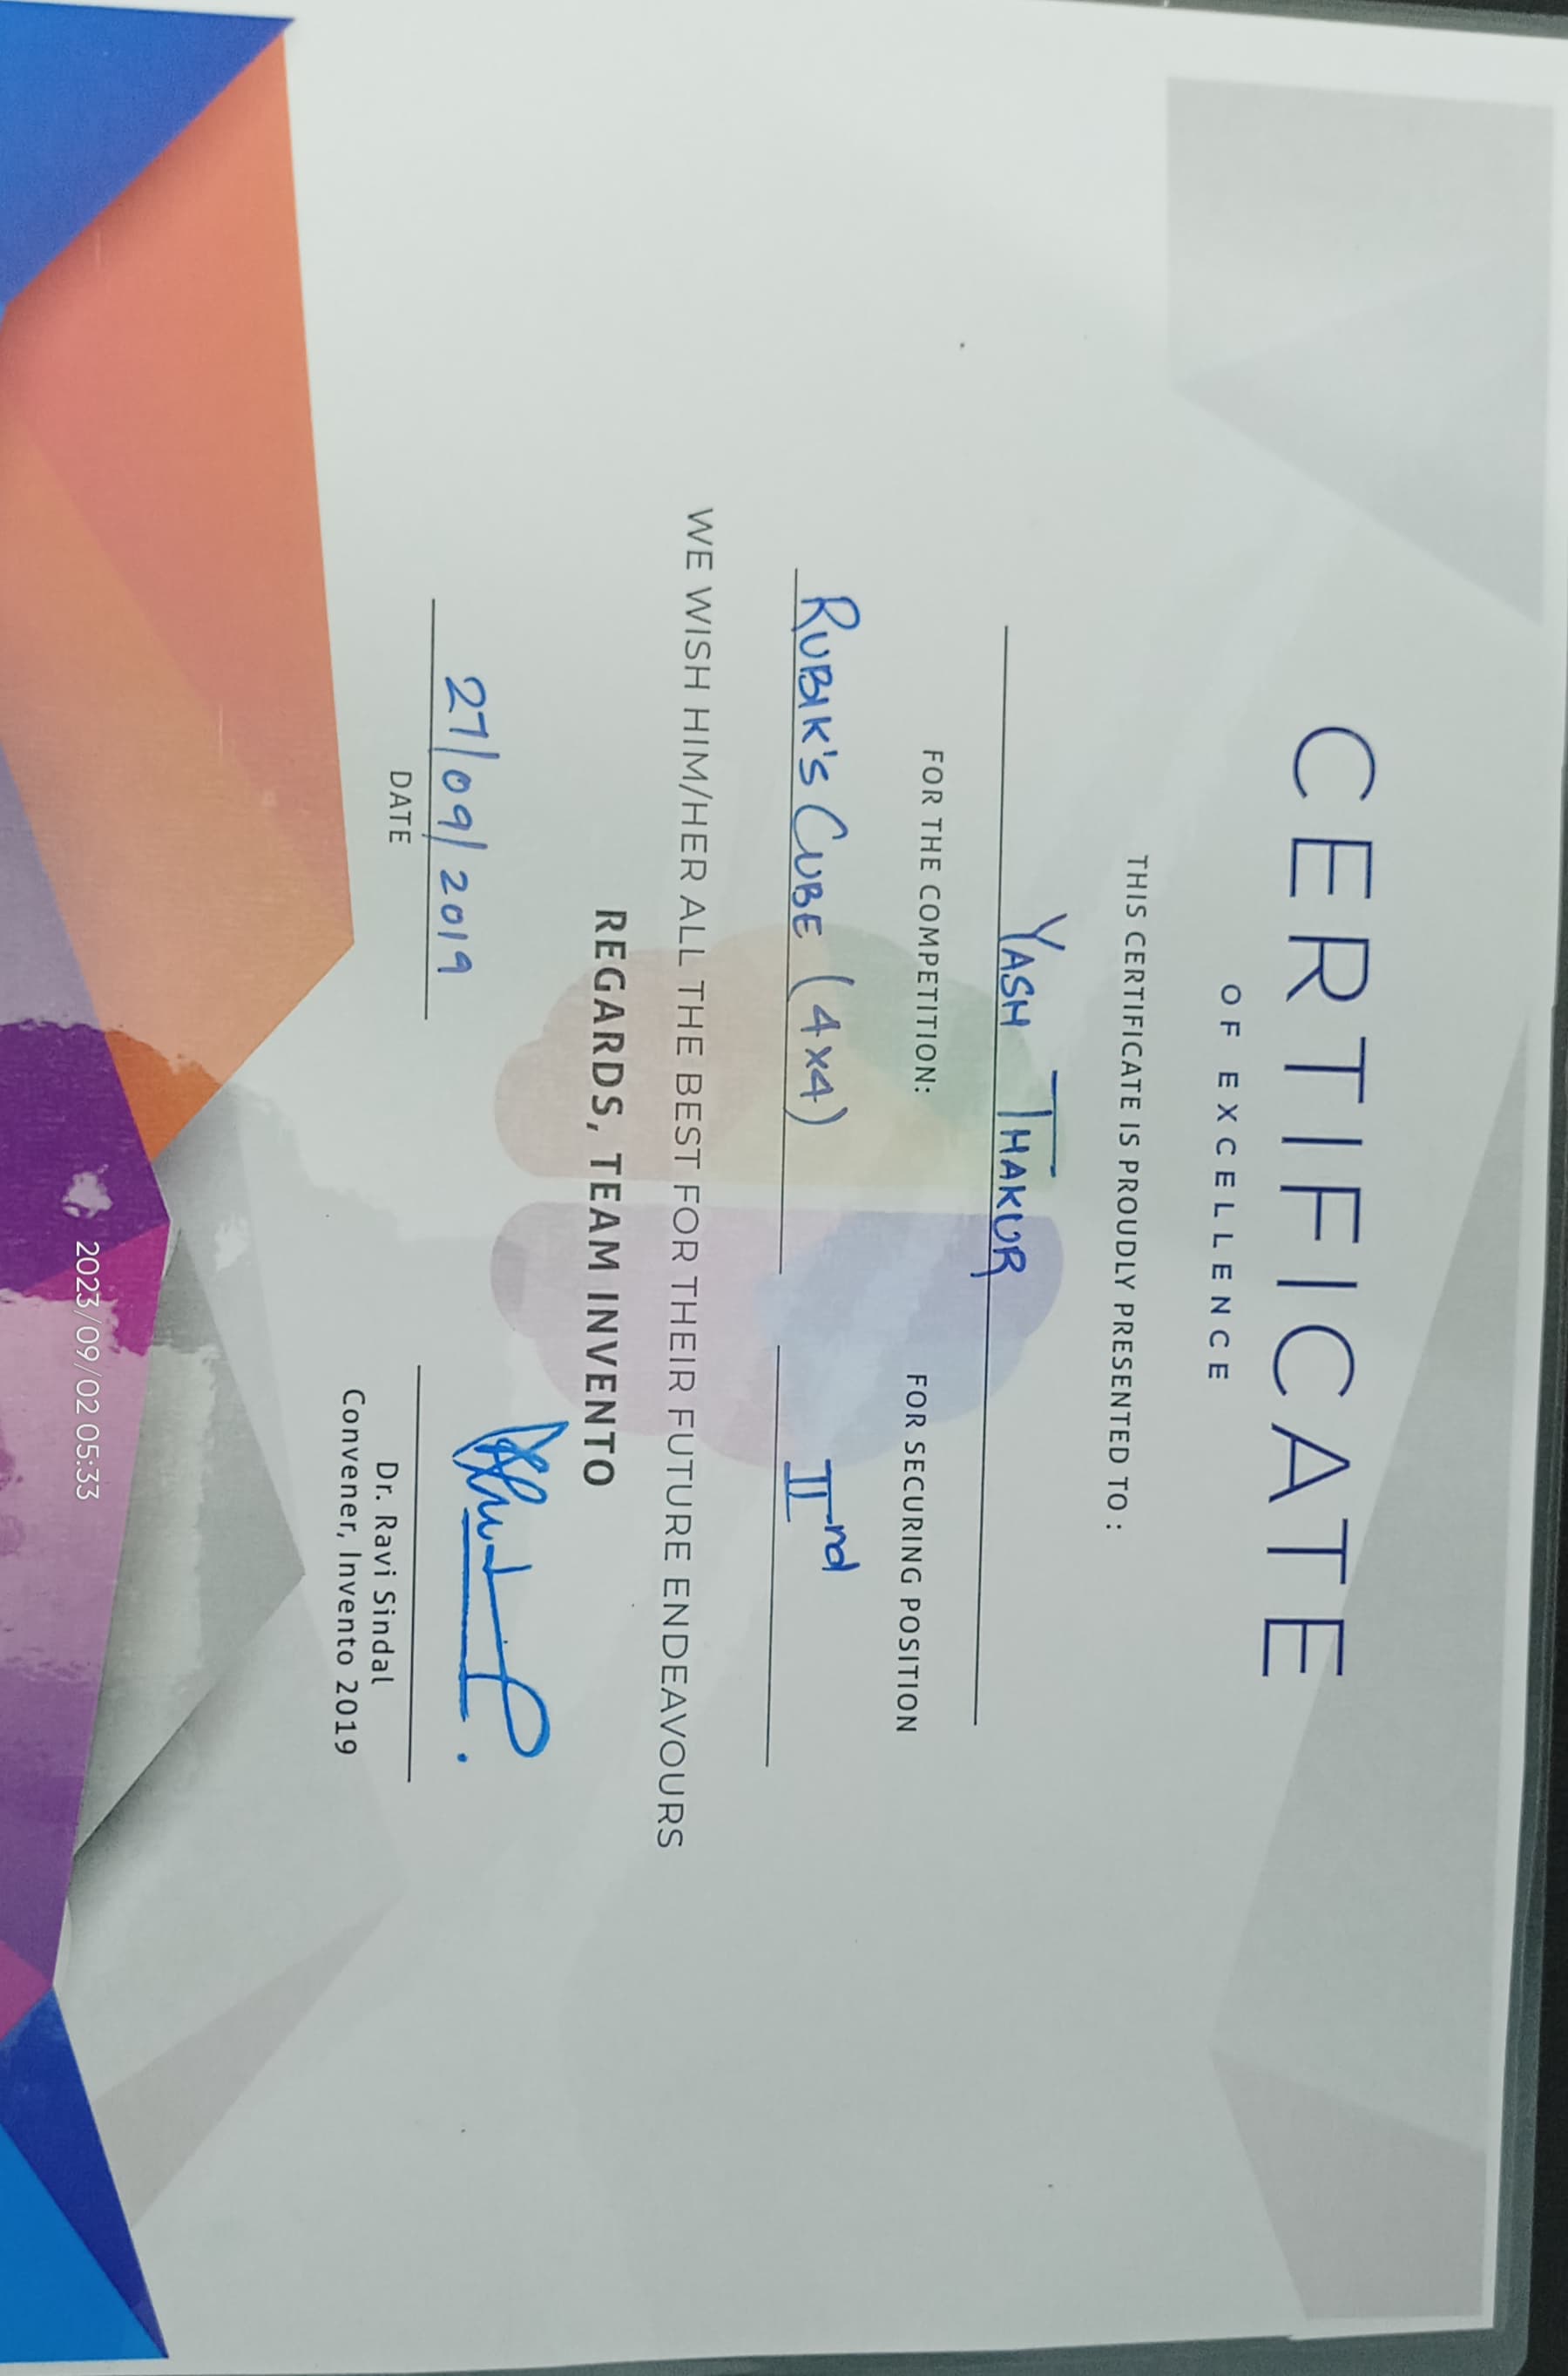 CERTIFICATE
OF EXCELLENCE
THIS CERTIFICATE IS PROUDLY PRESENTED TO :
YASH THAKUR
FOR THE COMPETITION:
FOR SECURING POSITION
RUBIK'S CUBE (4x4)
IInd
WE WISH HIM/HER ALL THE BEST FOR THEIR FUTURE ENDEAVOURS
REGARDS, TEAM INVENTO
27/09/2019
DATE
Dr. Ravi Sindal
Convener, Invento 2019
2023/09/02 05:33